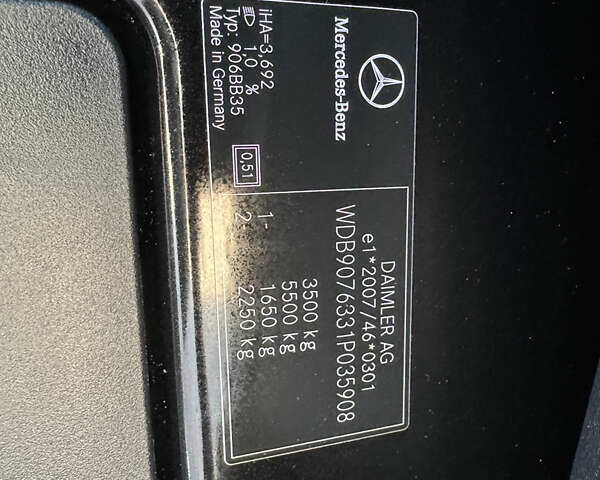 Mercedes-Benz
DAIMLER AG
e1*2007/46*0301
WDB9076331P035908
3500 kg
5500 kg
1- 1650 kg
2- 2250 kg
0,51
iHA=3,692
1,0 %
Typ: 906BB35
Made in Germany